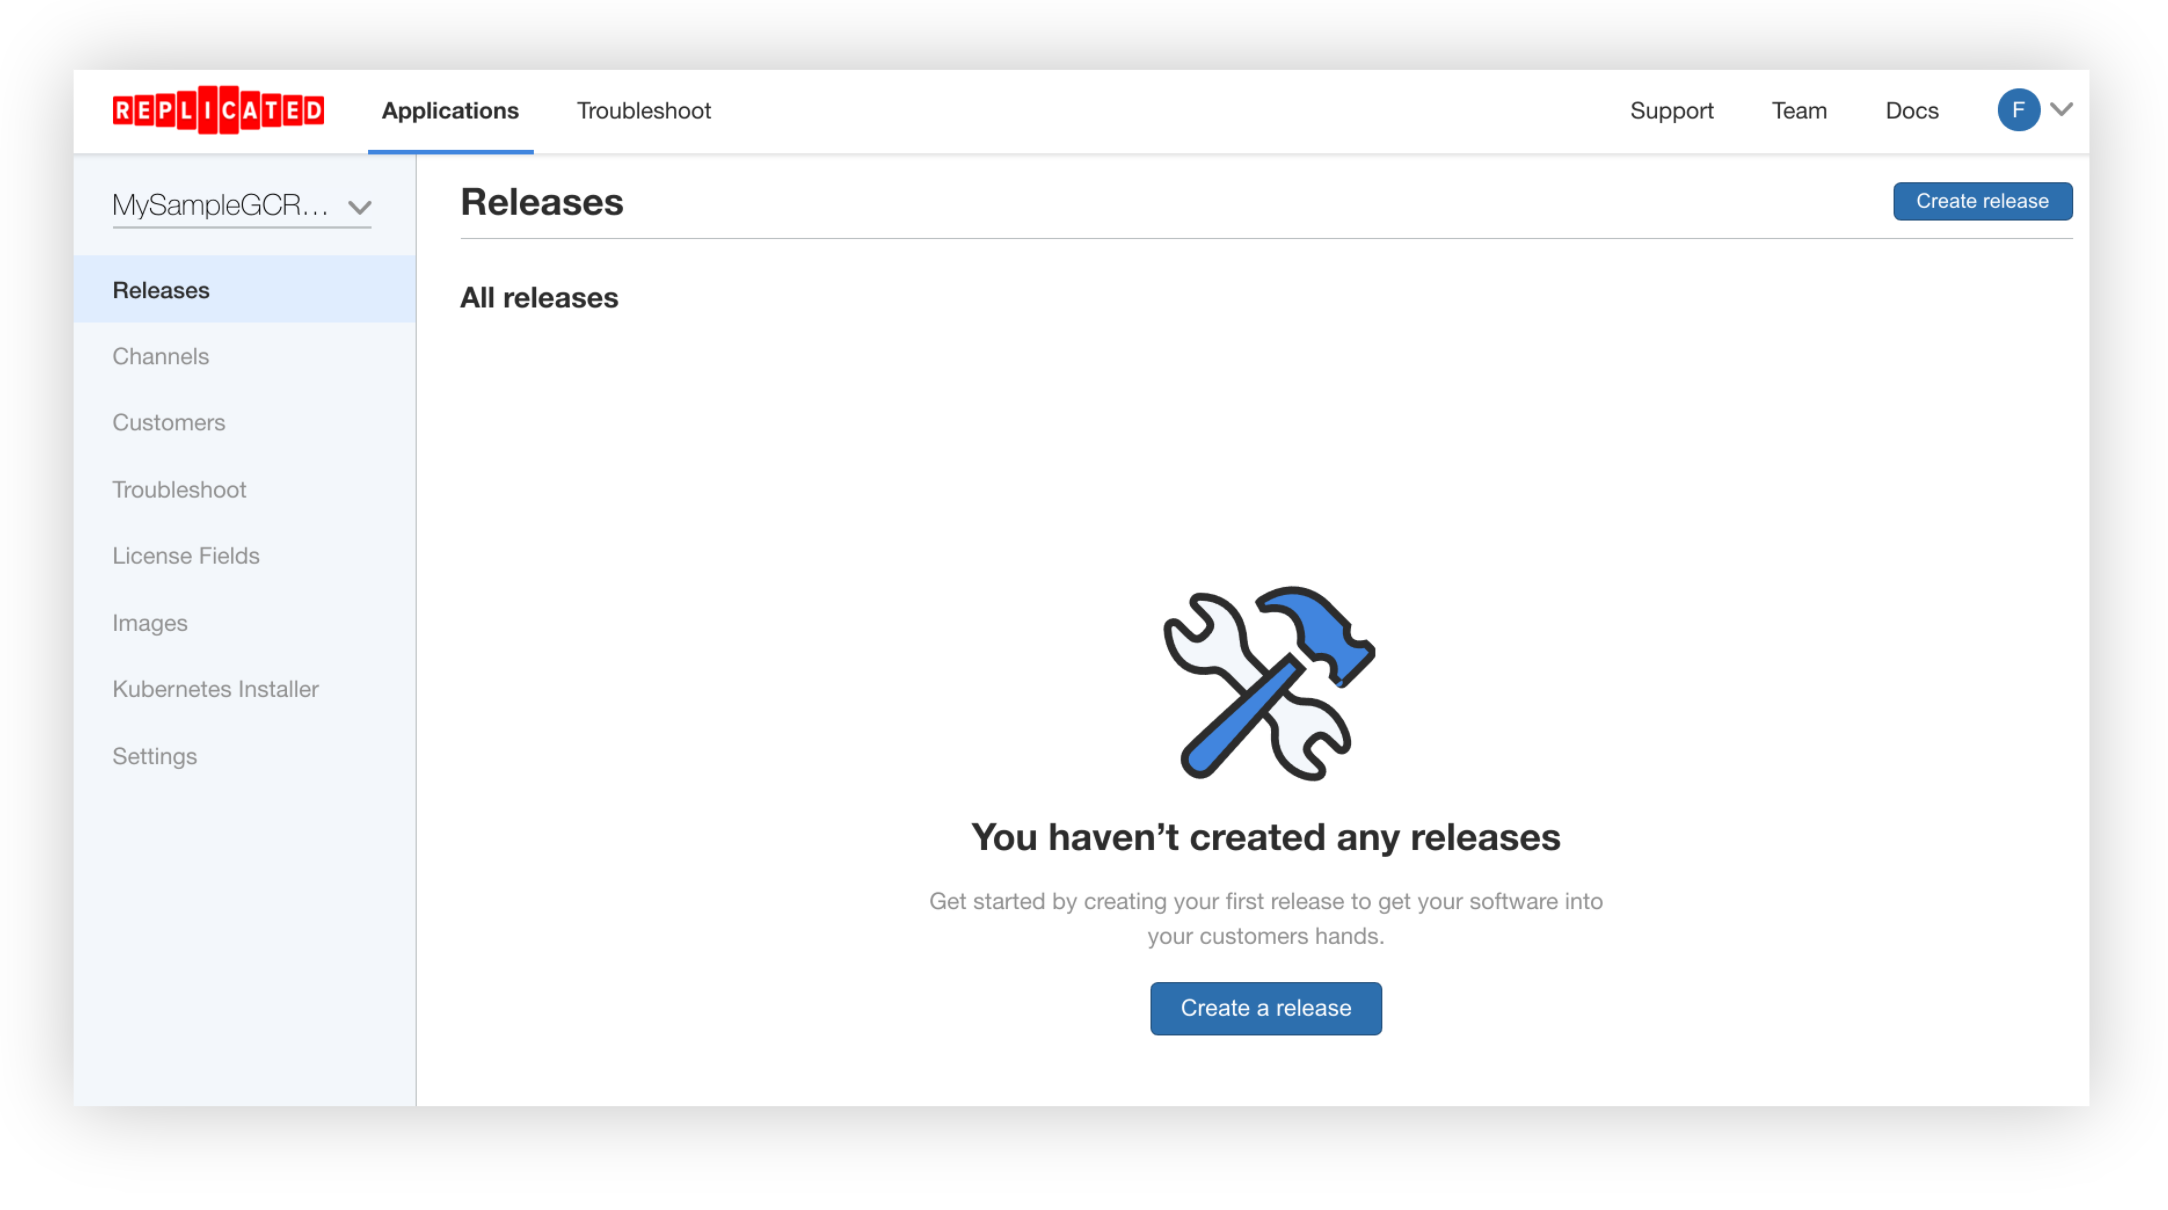 REPLICATED
Applications
Troubleshoot
Support
Team
Docs
F
MySampleGCR...
Releases
Channels
Customers
Troubleshoot
License Fields
Images
Kubernetes Installer
Settings
Releases
Create release
All releases
You haven’t created any releases
Get started by creating your first release to get your software into
your customers hands.
Create a release